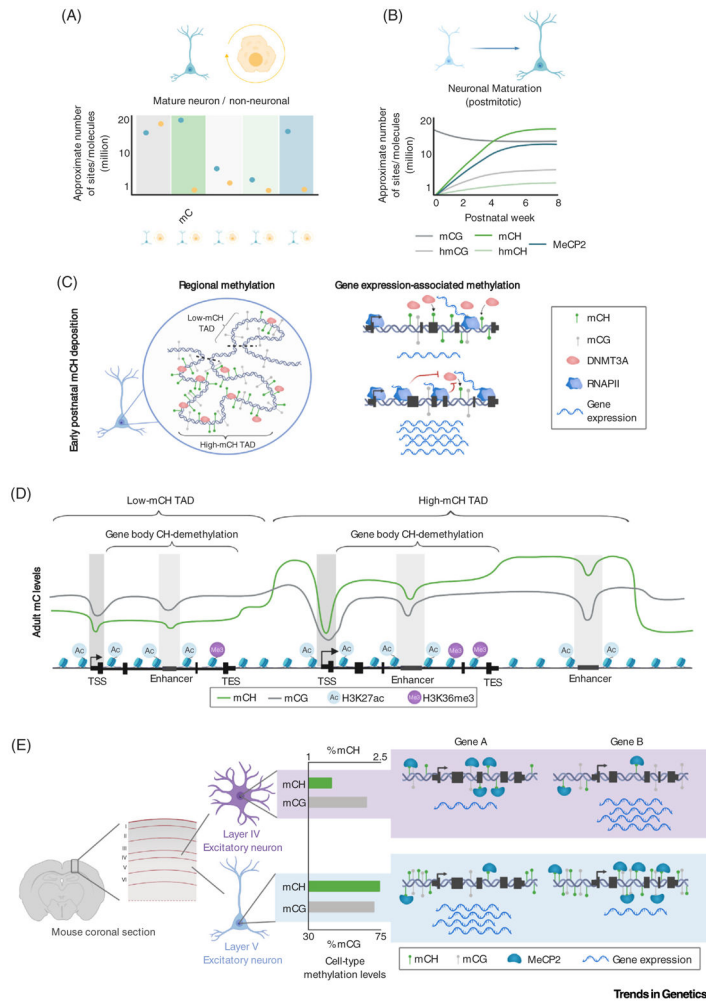 (A)
Mature neuron / non-neuronal
Approximate number
of sites/molecules
(million)
20
10
1
mC
(B)
Neuronal Maturation
(postmitotic)
Approximate number
of sites/molecules
(million)
20
10
1
0 2 4 6 8
Postnatal week
mCG mCH MeCP2
hmCG hmCH
(C)
Early postnatal mCH deposition
Regional methylation
Low-mCH
TAD
High-mCH TAD
Gene expression-associated methylation
mCH
mCG
DNMT3A
RNAPII
Gene
expression
(D)
Low-mCH TAD High-mCH TAD
Gene body CH-demethylation Gene body CH-demethylation
Adult mC levels
Ac Ac Ac Ac Me3 Ac Ac Ac Me3 Me3 Ac Ac
TSS Enhancer TES TSS Enhancer TES Enhancer
mCH mCG Ac H3K27ac Me3 H3K36me3
(E)
Mouse coronal section
I
II
III
IV
V
VI
Layer IV
Excitatory neuron
Layer V
Excitatory neuron
%mCH
1 2.5
mCH
mCG
mCH
mCG
30 75
%mCG
Cell-type
methylation levels
Gene A Gene B
mCH mCG MeCP2 Gene expression
Trends in Genetics